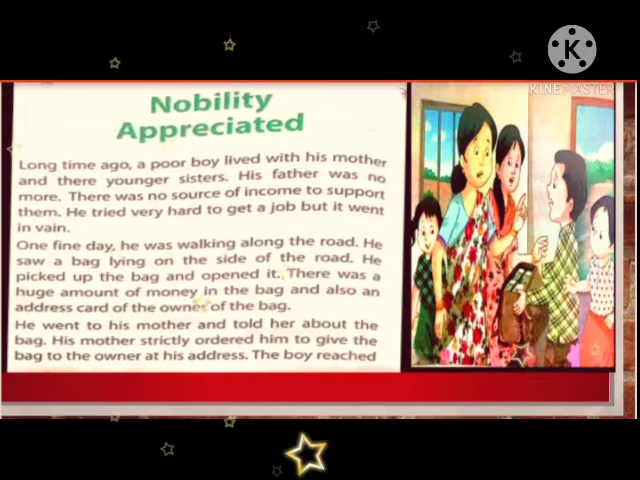 K
KINEMASTER
Nobility
Appreciated
Long time ago, a poor boy lived with his mother
and there younger sisters. His father was no
more. There was no source of income to support
them. He tried very hard to get a job but it went
in vain.
One fine day, he was walking along the road. He
saw a bag lying on the side of the road. He
picked up the bag and opened it. There was a
huge amount of money in the bag and also an
address card of the owner of the bag.
He went to his mother and told her about the
bag. His mother strictly ordered him to give the
bag to the owner at his address. The boy reached